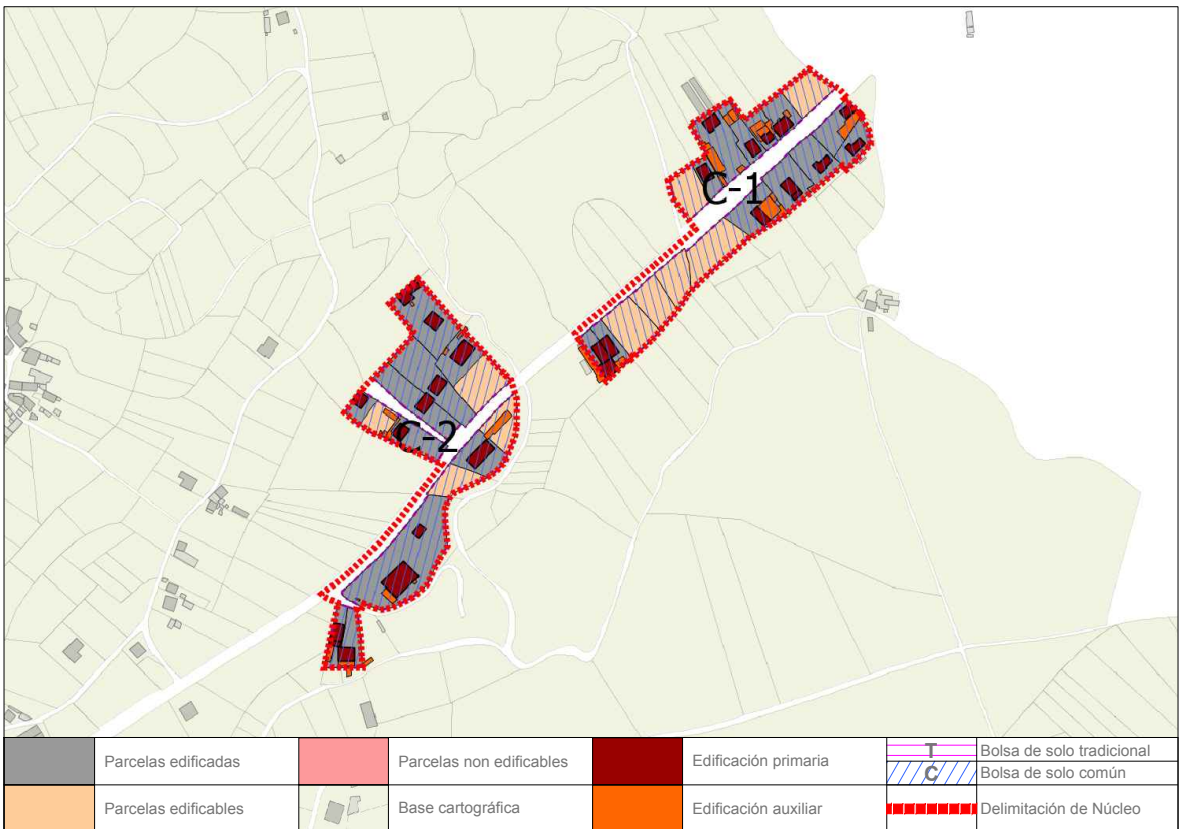 C-1
C-2
Parcelas edificadas
Parcelas non edificables
Edificación primaria
T
Bolsa de solo tradicional
C
Bolsa de solo común
Parcelas edificables
Base cartográfica
Edificación auxiliar
Delimitación de Núcleo